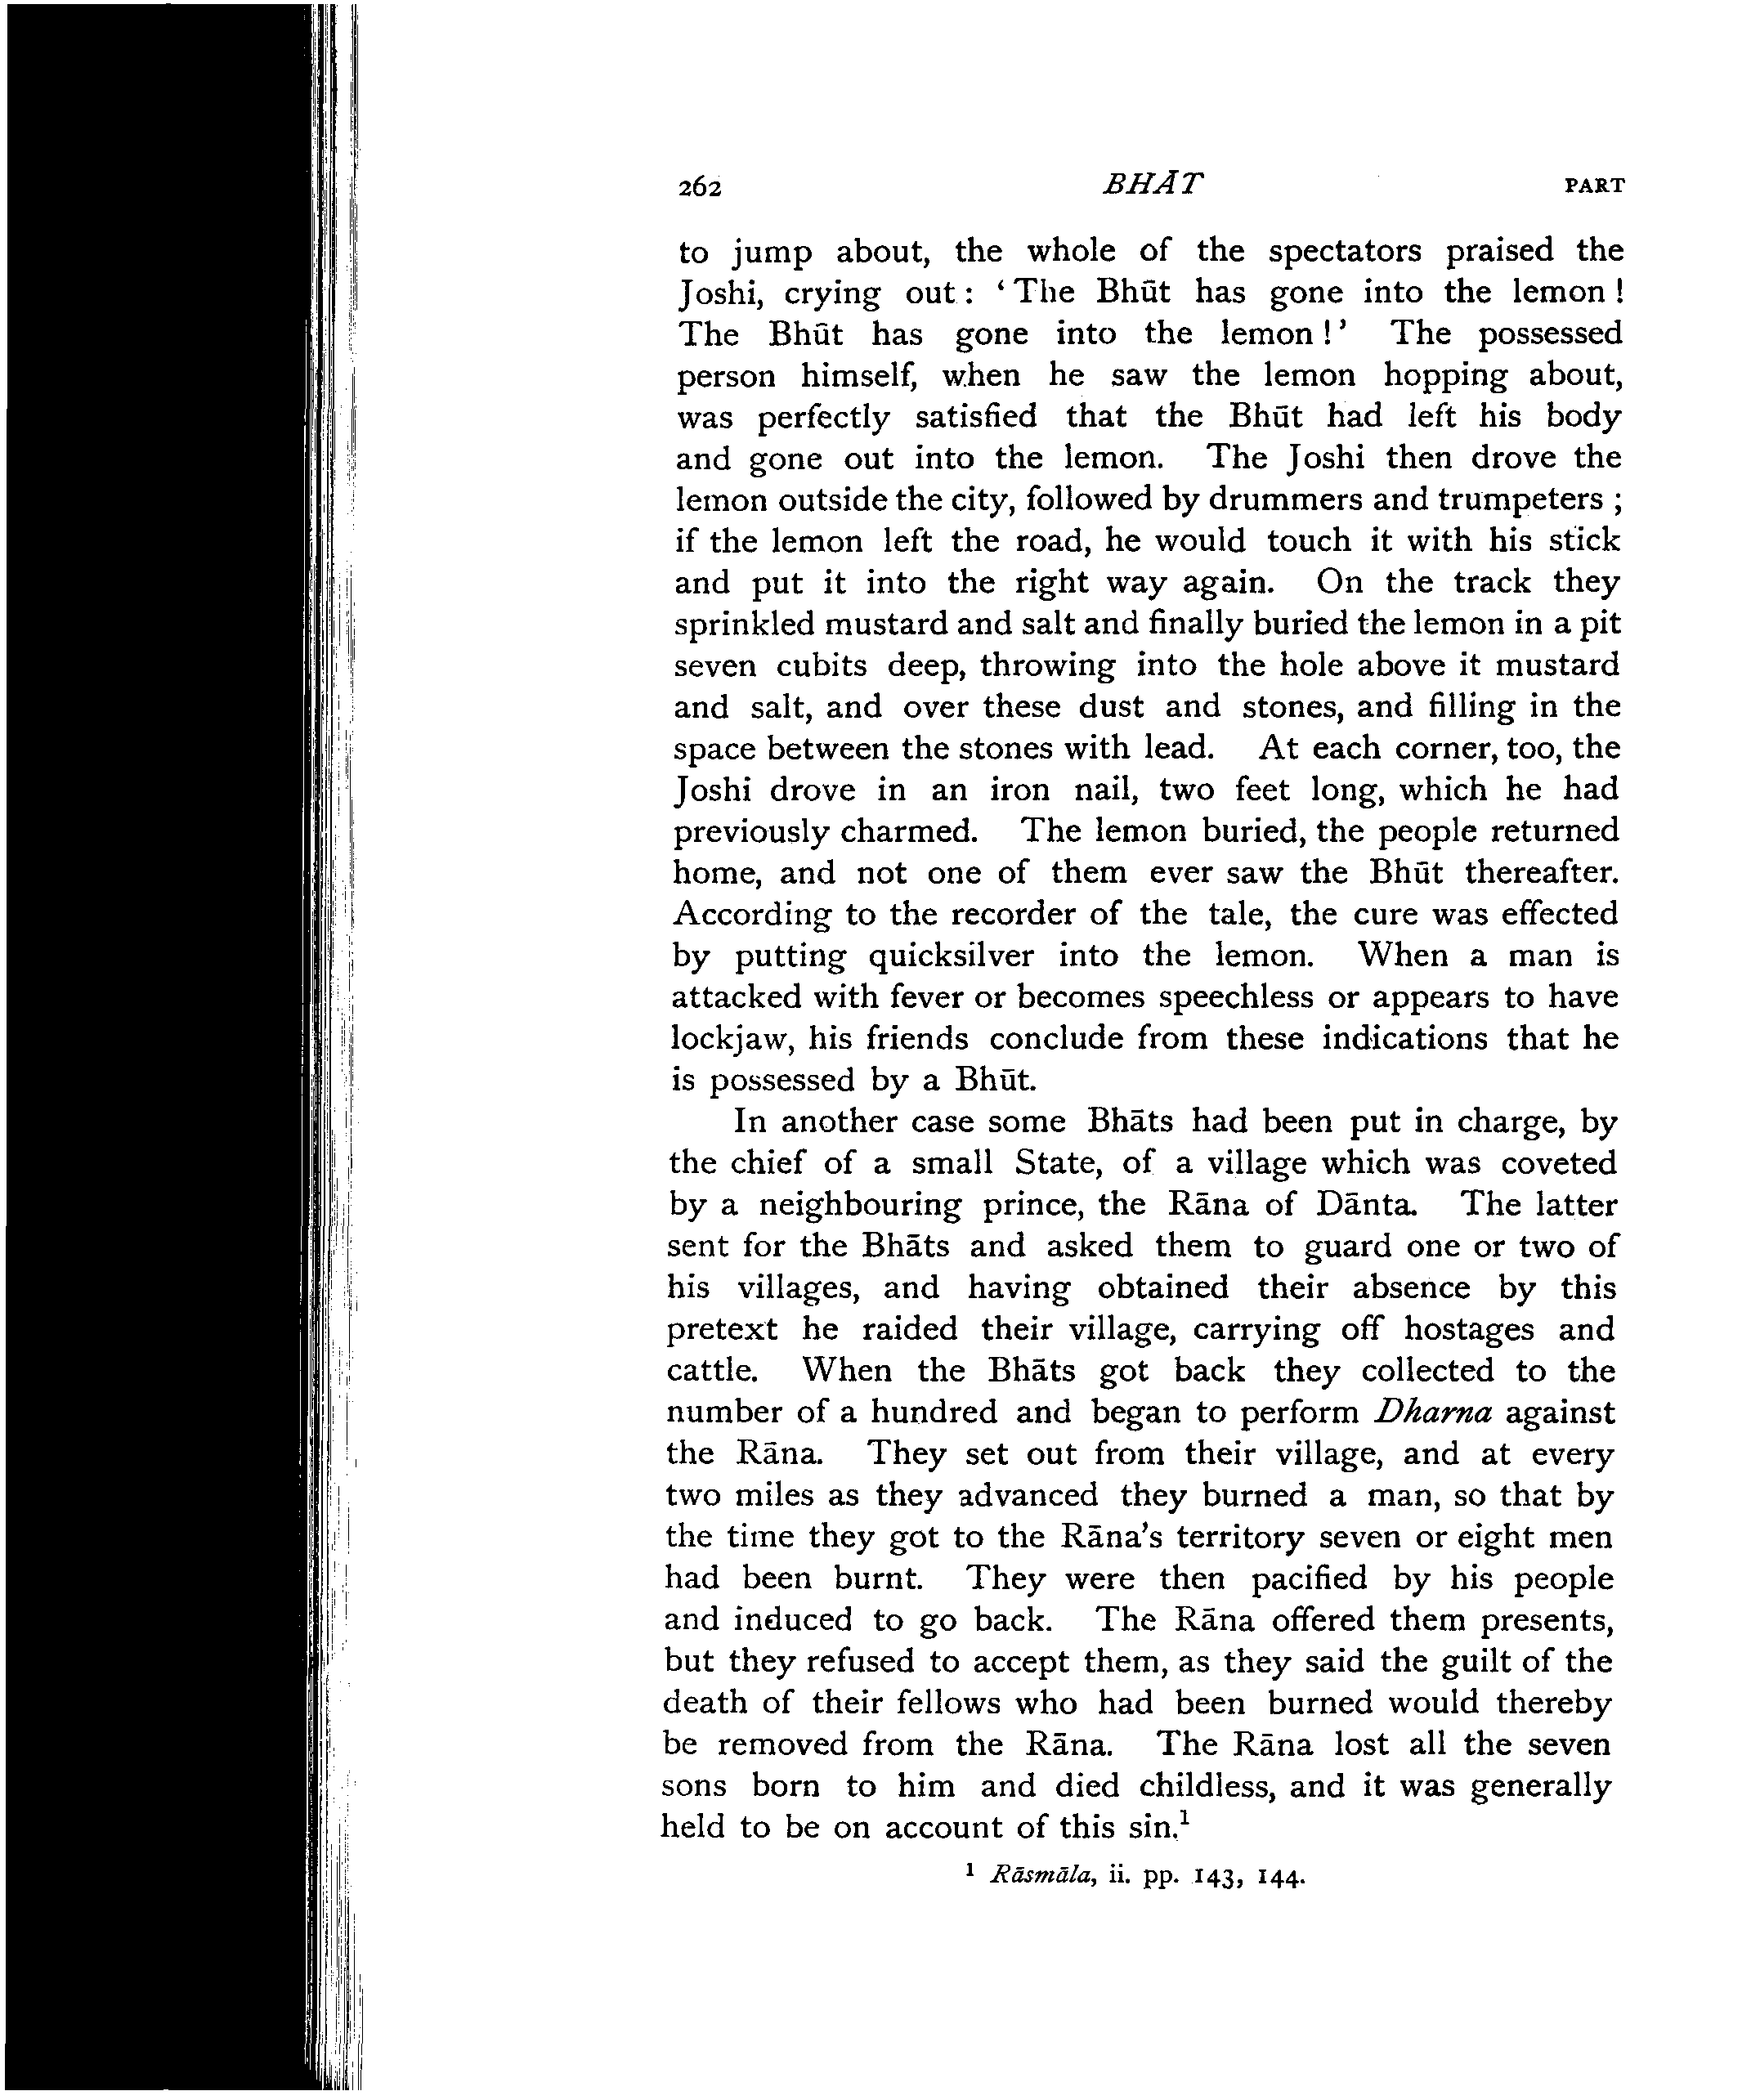 262 BHĀT PART
to jump about, the whole of the spectators praised the
Joshi, crying out : ‘ The Bhūt has gone into the lemon !
The Bhūt has gone into the lemon ! ’ The possessed
person himself, when he saw the lemon hopping about,
was perfectly satisfied that the Bhūt had left his body
and gone out into the lemon. The Joshi then drove the
lemon outside the city, followed by drummers and trumpeters ;
if the lemon left the road, he would touch it with his stick
and put it into the right way again. On the track they
sprinkled mustard and salt and finally buried the lemon in a pit
seven cubits deep, throwing into the hole above it mustard
and salt, and over these dust and stones, and filling in the
space between the stones with lead. At each corner, too, the
Joshi drove in an iron nail, two feet long, which he had
previously charmed. The lemon buried, the people returned
home, and not one of them ever saw the Bhūt thereafter.
According to the recorder of the tale, the cure was effected
by putting quicksilver into the lemon. When a man is
attacked with fever or becomes speechless or appears to have
lockjaw, his friends conclude from these indications that he
is possessed by a Bhūt.
In another case some Bhāts had been put in charge, by
the chief of a small State, of a village which was coveted
by a neighbouring prince, the Rāna of Dānta. The latter
sent for the Bhāts and asked them to guard one or two of
his villages, and having obtained their absence by this
pretext he raided their village, carrying off hostages and
cattle. When the Bhāts got back they collected to the
number of a hundred and began to perform Dharna against
the Rāna. They set out from their village, and at every
two miles as they advanced they burned a man, so that by
the time they got to the Rāna’s territory seven or eight men
had been burnt. They were then pacified by his people
and induced to go back. The Rāna offered them presents,
but they refused to accept them, as they said the guilt of the
death of their fellows who had been burned would thereby
be removed from the Rāna. The Rāna lost all the seven
sons born to him and died childless, and it was generally
held to be on account of this sin.¹
¹ Rāsmāla, ii. pp. 143, 144.